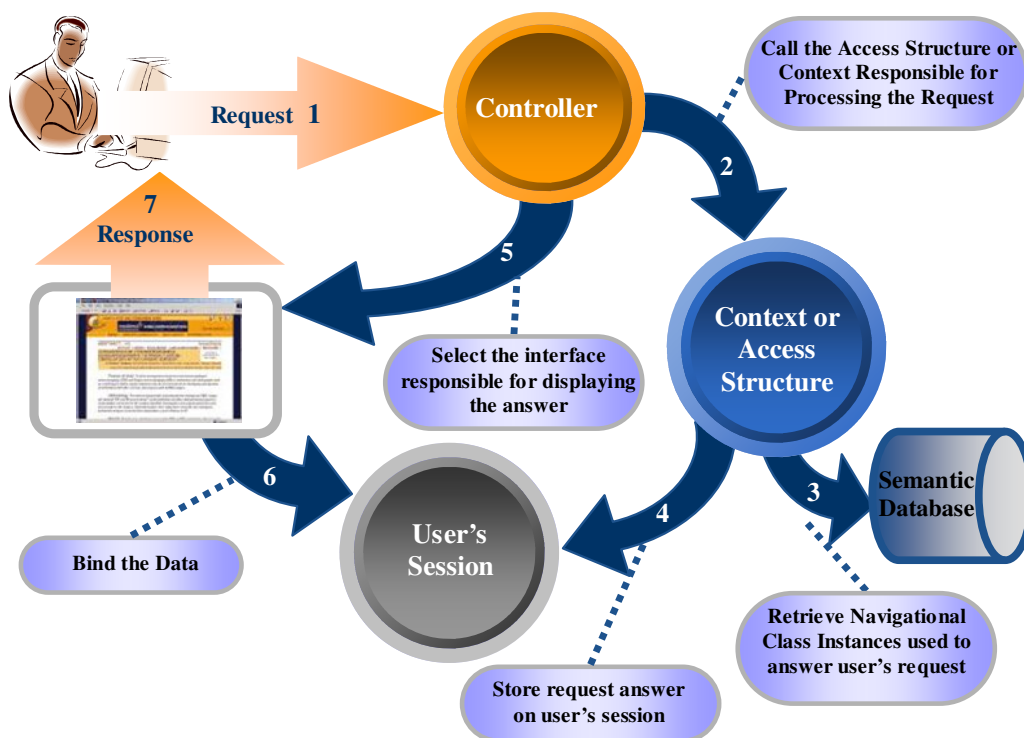 Call the Access Structure or
Context Responsible for
Processing the Request
Request 1
Controller
2
7
Response
5
Context or
Access
Structure
Select the interface
responsible for displaying
the answer
6
4
3
Semantic
Database
User's
Session
Bind the Data
Retrieve Navigational
Class Instances used to
answer user's request
Store request answer
on user's session